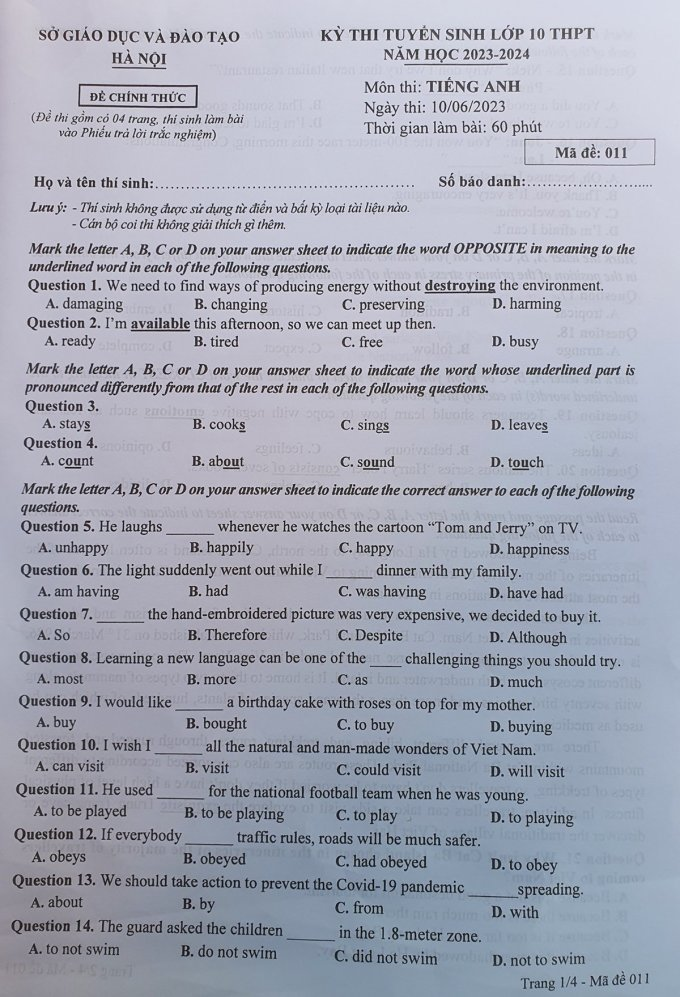 SỞ GIÁO DỤC VÀ ĐÀO TẠO
HÀ NỘI
KỲ THI TUYỂN SINH LỚP 10 THPT
NĂM HỌC 2023-2024
ĐỀ CHÍNH THỨC
(Đề thi gồm có 04 trang, thí sinh làm bài
vào Phiếu trả lời trắc nghiệm)
Môn thi: TIẾNG ANH
Ngày thi: 10/06/2023
Thời gian làm bài: 60 phút
Mã đề: 011
Họ và tên thí sinh:........................................ Số báo danh:......................
Lưu ý: - Thí sinh không được sử dụng từ điển và bất kỳ loại tài liệu nào.
- Cán bộ coi thi không giải thích gì thêm.
Mark the letter A, B, C or D on your answer sheet to indicate the word OPPOSITE in meaning to the
underlined word in each of the following questions.
Question 1. We need to find ways of producing energy without destroying the environment.
A. damaging B. changing C. preserving D. harming
Question 2. I'm available this afternoon, so we can meet up then.
A. ready B. tired C. free D. busy
Mark the letter A, B, C or D on your answer sheet to indicate the word whose underlined part is
pronounced differently from that of the rest in each of the following questions.
Question 3.
A. stays B. cooks C. sings D. leaves
Question 4.
A. count B. about C. sound D. touch
Mark the letter A, B, C or D on your answer sheet to indicate the correct answer to each of the following
questions.
Question 5. He laughs _______ whenever he watches the cartoon “Tom and Jerry” on TV.
A. unhappy B. happily C. happy D. happiness
Question 6. The light suddenly went out while I _______ dinner with my family.
A. am having B. had C. was having D. have had
Question 7. _______ the hand-embroidered picture was very expensive, we decided to buy it.
A. So B. Therefore C. Despite D. Although
Question 8. Learning a new language can be one of the ____ challenging things you should try.
A. most B. more C. as D. much
Question 9. I would like _______ a birthday cake with roses on top for my mother.
A. buy B. bought C. to buy D. buying
Question 10. I wish I _______ all the natural and man-made wonders of Viet Nam.
A. can visit B. visit C. could visit D. will visit
Question 11. He used _______ for the national football team when he was young.
A. to be played B. to be playing C. to play D. to playing
Question 12. If everybody _______ traffic rules, roads will be much safer.
A. obeys B. obeyed C. had obeyed D. to obey
Question 13. We should take action to prevent the Covid-19 pandemic _______spreading.
A. about B. by C. from D. with
Question 14. The guard asked the children _______ in the 1.8-meter zone.
A. to not swim B. do not swim C. did not swim D. not to swim
Trang 1/4 - Mã đề 011